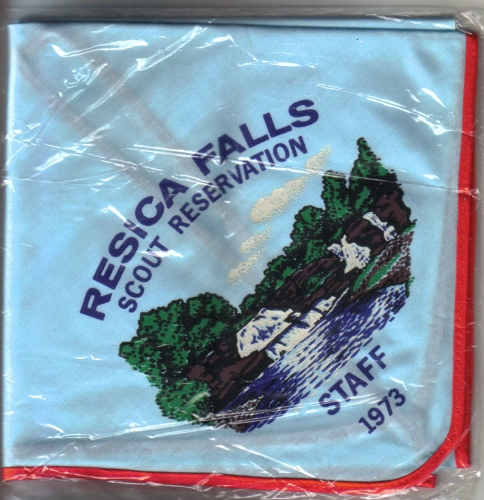 RESICA FALLS
SCOUT RESERVATION
STAFF
1973